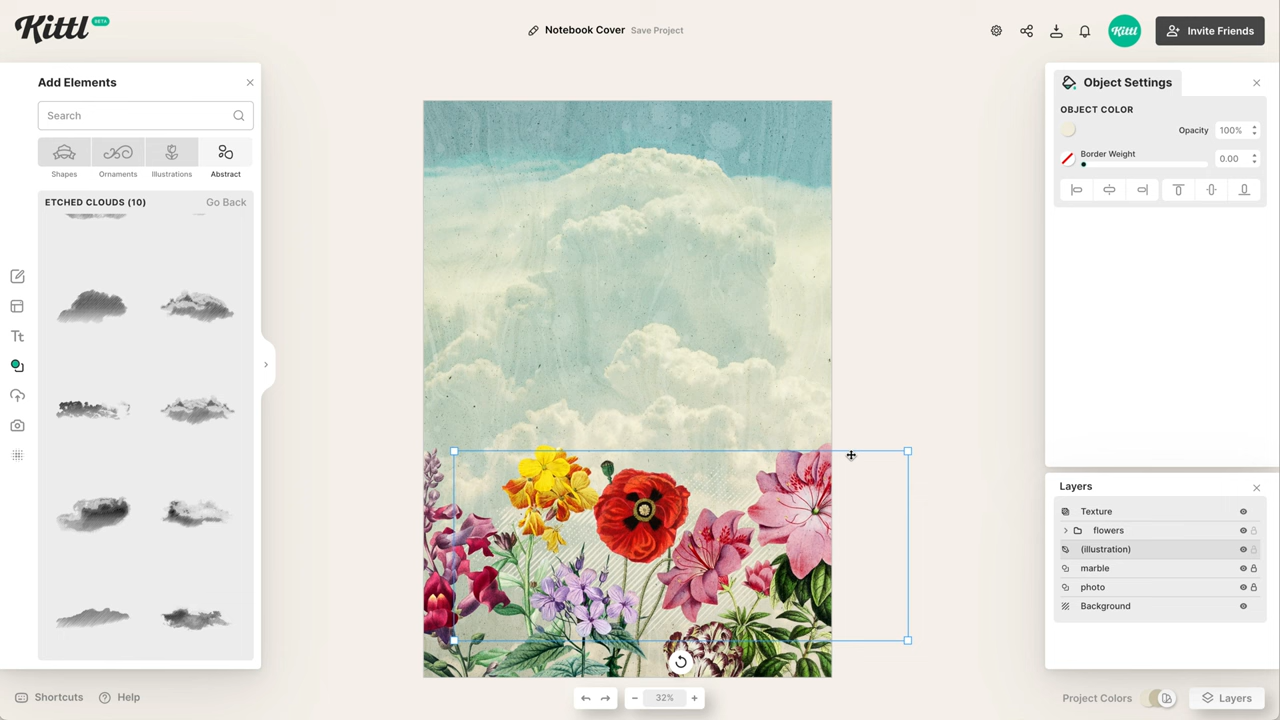 Kittl BETA
Notebook Cover Save Project
Kittl
Invite Friends
Add Elements
Search
Shapes Ornaments Illustrations Abstract
ETCHED CLOUDS (10) Go Back
Tt
Object Settings
OBJECT COLOR
Opacity 100%
Border Weight 0.00
Layers
Texture
flowers
(illustration)
marble
photo
Background
Shortcuts Help
32%
Project Colors Layers